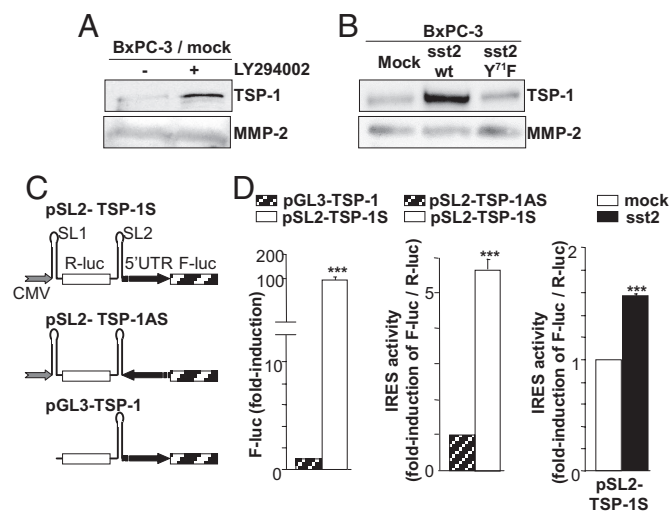 A
BxPC-3 / mock
- + LY294002
TSP-1
MMP-2
B
BxPC-3
Mock sst2 wt sst2 Y71F
TSP-1
MMP-2
C
pSL2- TSP-1S
SL1 SL2
R-luc 5'UTR F-luc
CMV
pSL2- TSP-1AS
pGL3-TSP-1
D
pGL3-TSP-1
pSL2-TSP-1S
F-luc (fold-induction)
100
10
0
***
pSL2-TSP-1AS
pSL2-TSP-1S
IRES activity
(fold-induction of F-luc / R-luc)
5
0
***
mock
sst2
IRES activity
(fold-induction of F-luc / R-luc)
2
1
0
***
pSL2-
TSP-1S